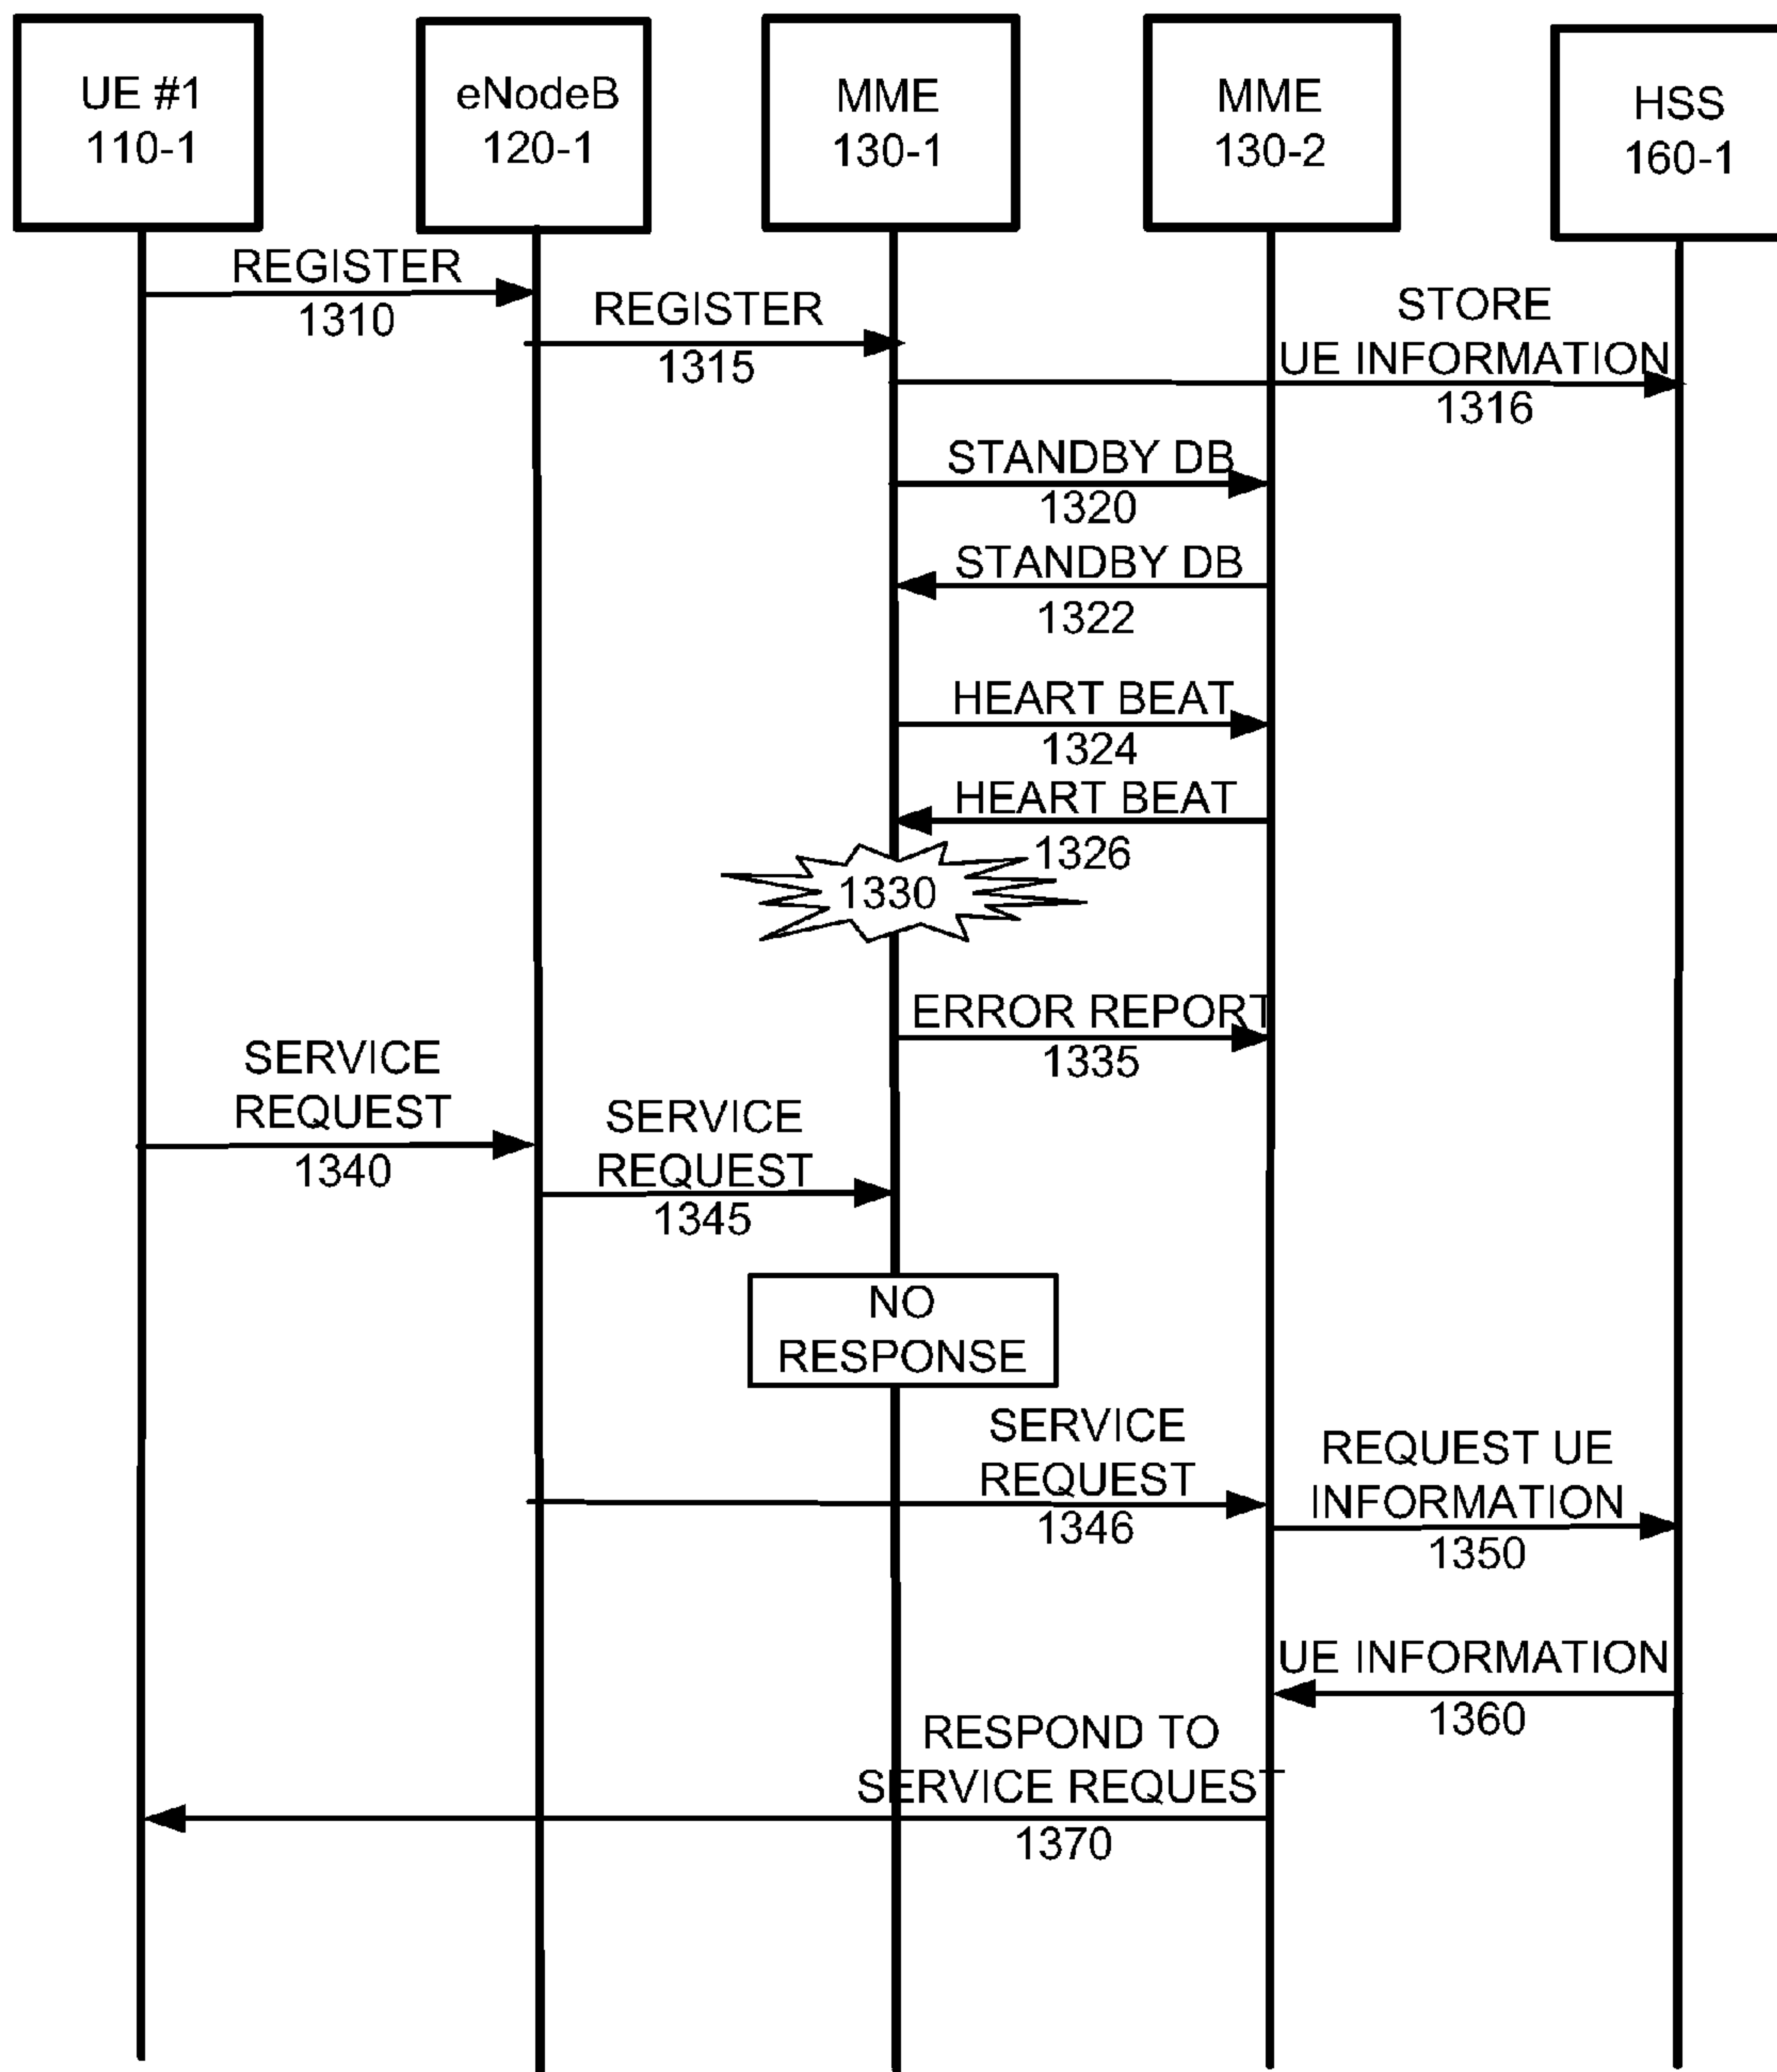 UE #1
110-1
eNodeB
120-1
MME
130-1
MME
130-2
HSS
160-1
REGISTER
1310
REGISTER
1315
STORE
UE INFORMATION
1316
STANDBY DB
1320
STANDBY DB
1322
HEART BEAT
1324
HEART BEAT
1326
1330
ERROR REPORT
1335
SERVICE
REQUEST
1340
SERVICE
REQUEST
1345
NO
RESPONSE
SERVICE
REQUEST
1346
REQUEST UE
INFORMATION
1350
UE INFORMATION
1360
RESPOND TO
SERVICE REQUEST
1370